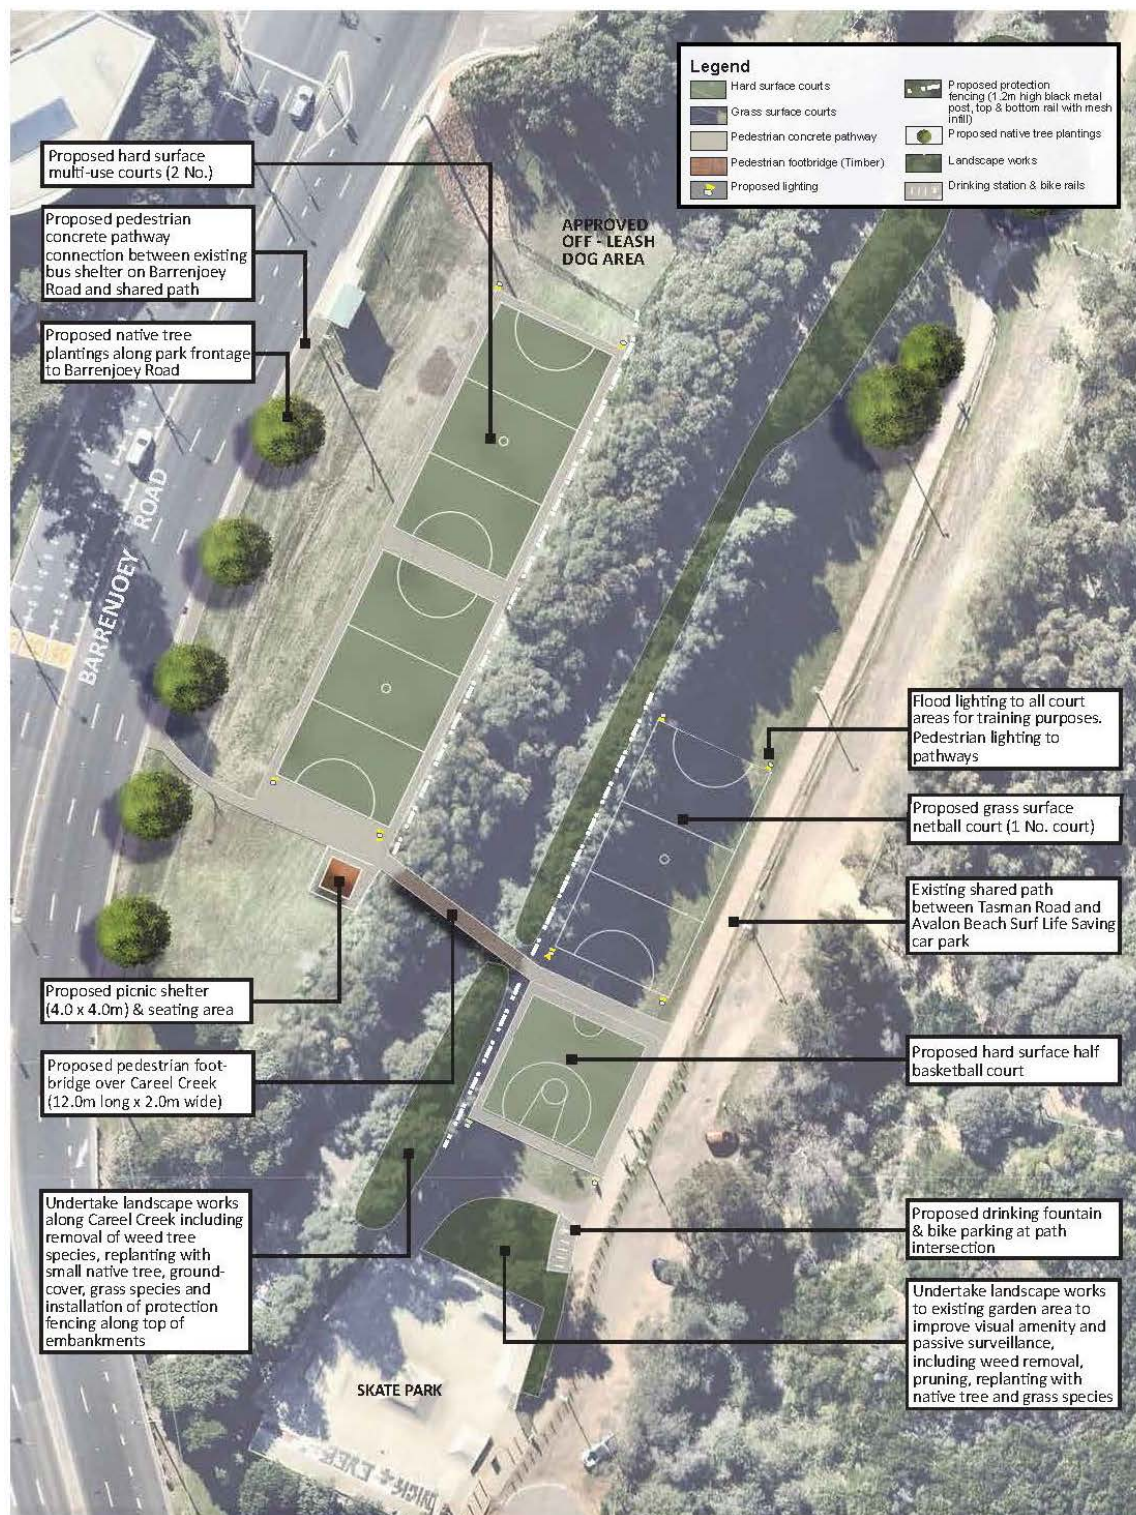 Legend
Hard surface courts
Grass surface courts
Pedestrian concrete pathway
Pedestrian footbridge (Timber)
Proposed lighting
Proposed protection
fencing (1.2m high black metal
post, top & bottom rail with mesh
infill)
Proposed native tree plantings
Landscape works
Drinking station & bike rails
Proposed hard surface
multi-use courts (2 No.)
Proposed pedestrian
concrete pathway
connection between existing
bus shelter on Barrenjoey
Road and shared path
Proposed native tree
plantings along park frontage
to Barrenjoey Road
APPROVED
OFF - LEASH
DOG AREA
BARRENJOEY ROAD
Flood lighting to all court
areas for training purposes.
Pedestrian lighting to
pathways
Proposed grass surface
netball court (1 No. court)
Existing shared path
between Tasman Road and
Avalon Beach Surf Life Saving
car park
Proposed picnic shelter
(4.0 x 4.0m) & seating area
Proposed pedestrian foot-
bridge over Careel Creek
(12.0m long x 2.0m wide)
Proposed hard surface half
basketball court
Undertake landscape works
along Careel Creek including
removal of weed tree
species, replanting with
small native tree, ground-
cover, grass species and
installation of protection
fencing along top of
embankments
Proposed drinking fountain
& bike parking at path
intersection
Undertake landscape works
to existing garden area to
improve visual amenity and
passive surveillance,
including weed removal,
pruning, replanting with
native tree and grass species
SKATE PARK